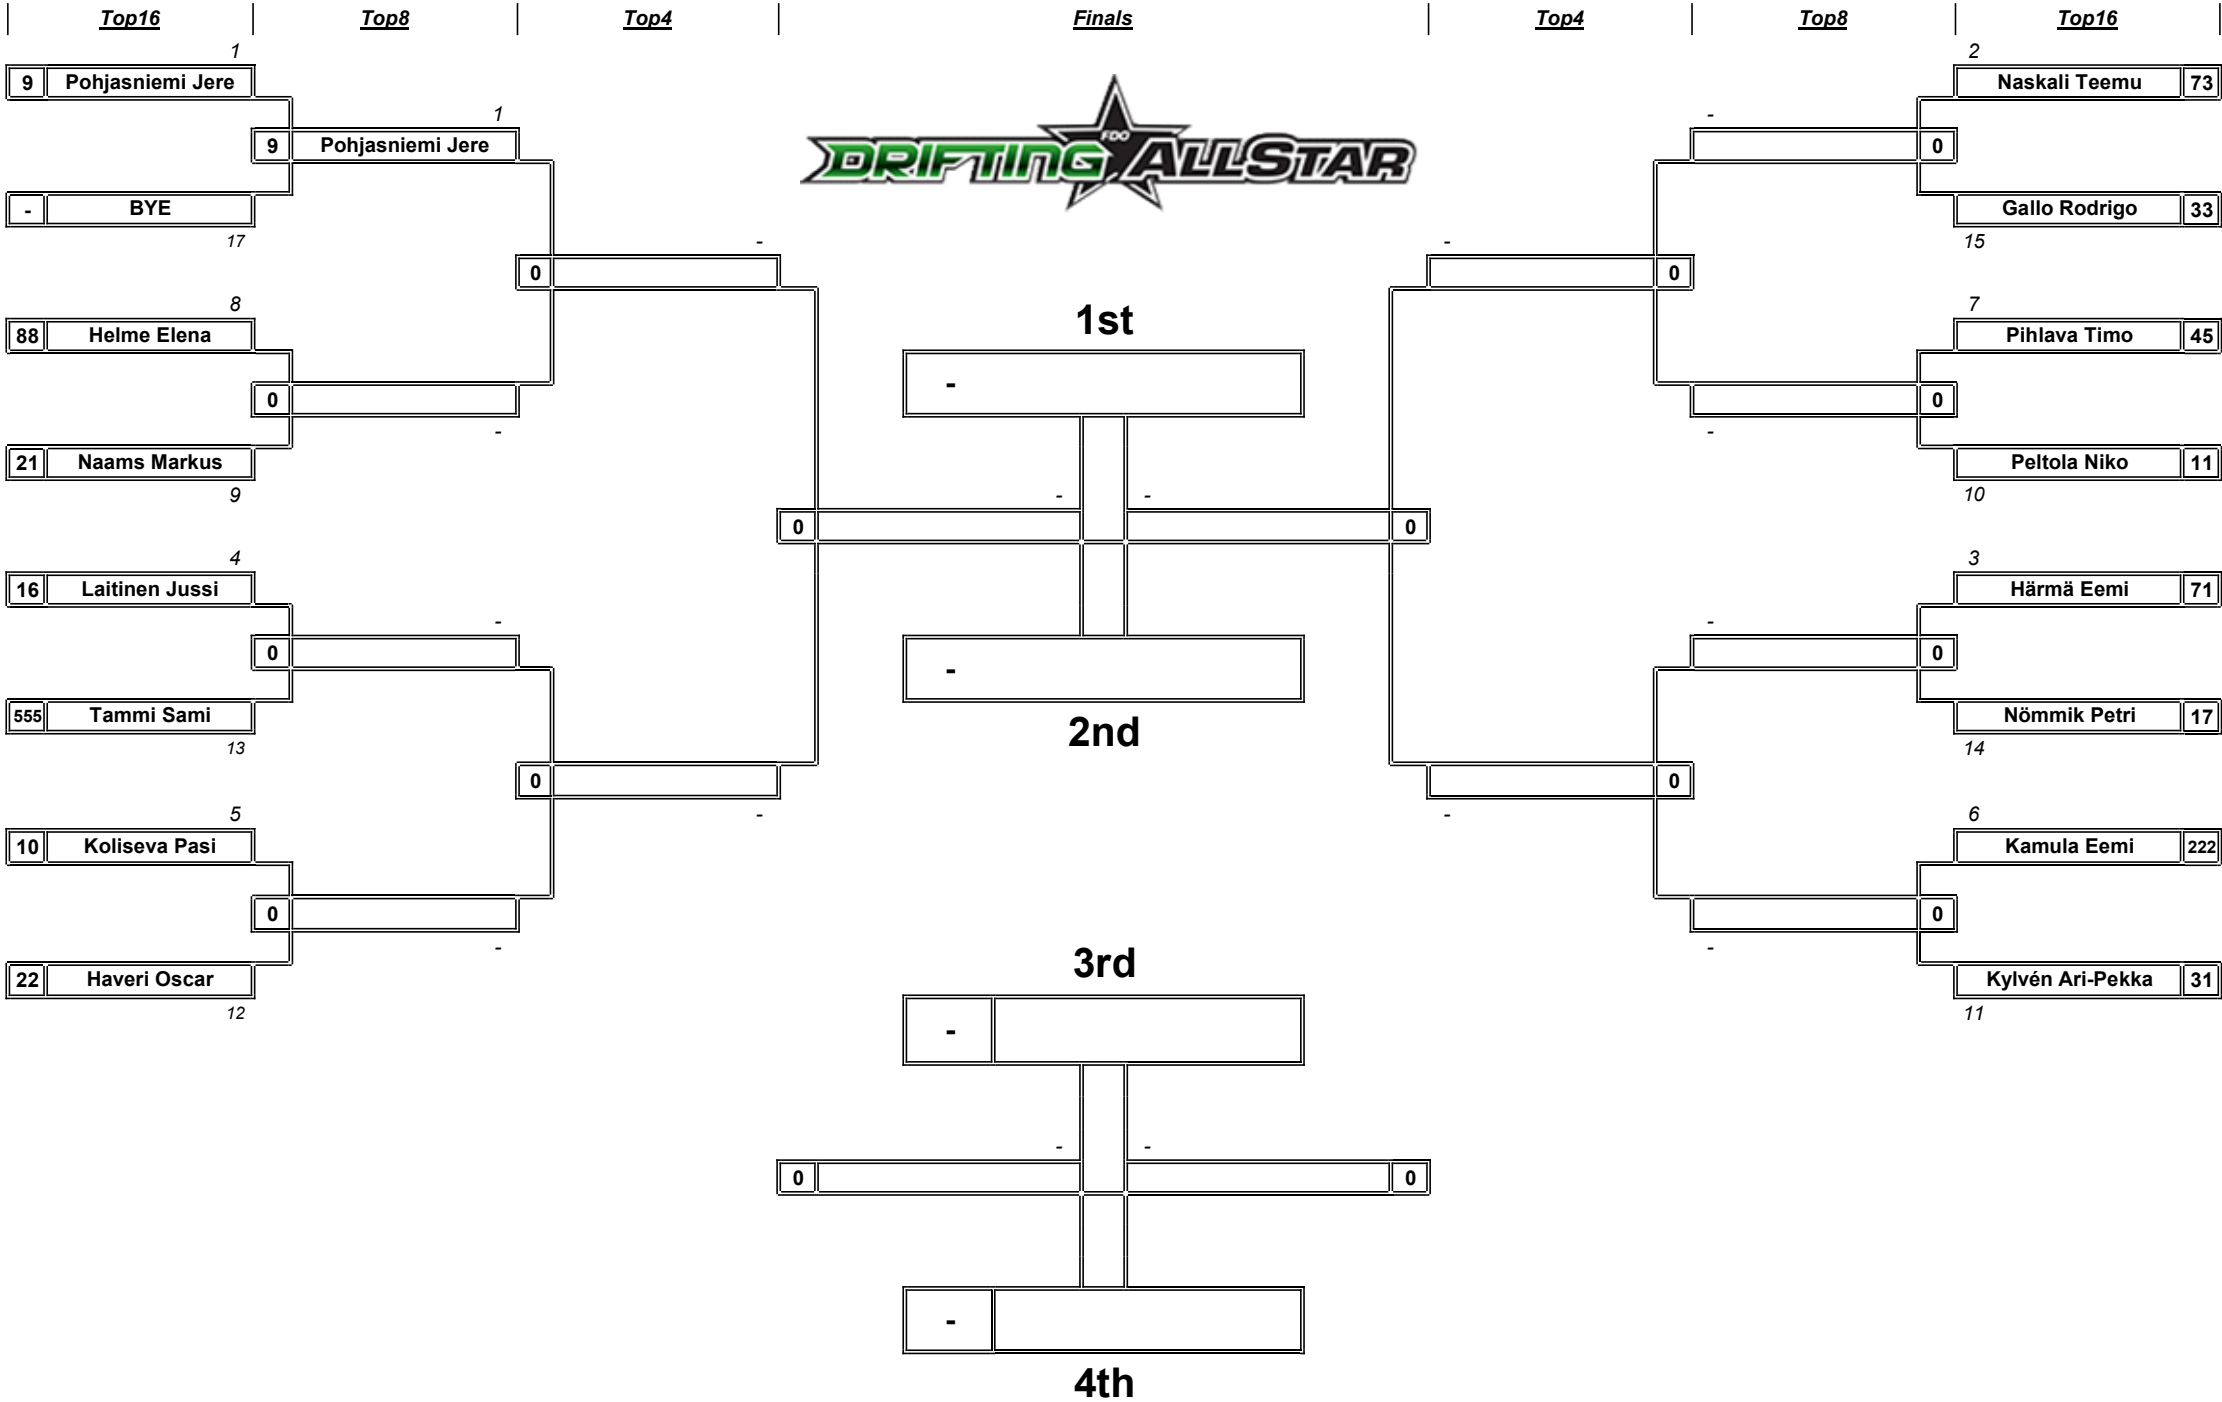 Top16 Top8 Top4 Finals Top4 Top8 Top16
1 2
9 Pohjasniemi Jere Naskali Teemu 73
1 -
9 Pohjasniemi Jere 0
FDO
DRIFTING ALLSTAR
- BYE Gallo Rodrigo 33
17 - - 15
0 0
8 7
1st
88 Helme Elena Pihlava Timo 45
-
0 0
- -
21 Naams Markus Peltola Niko 11
9 - - 10
0 0
4 3
16 Laitinen Jussi Härmä Eemi 71
- -
0 0
-
555 Tammi Sami Nömmik Petri 17
2nd
13 14
0 0
5 - - 6
10 Koliseva Pasi Kamula Eemi 222
0 0
- -
3rd
22 Haveri Oscar Kylvén Ari-Pekka 31
12 11
-
- -
0 0
-
4th